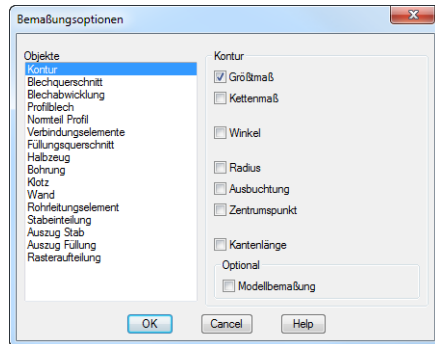 Bemaßungsoptionen
Objekte
Kontur
Blechquerschnitt
Blechabwicklung
Profilblech
Normteil Profil
Verbindungselemente
Füllungsquerschnitt
Halbzeug
Bohrung
Klotz
Wand
Rohrleitungselement
Stabeinteilung
Auszug Stab
Auszug Füllung
Rasteraufteilung
Kontur
Größtmaß
Kettenmaß
Winkel
Radius
Ausbuchtung
Zentrumspunkt
Kantenlänge
Optional
Modellbemaßung
OK
Cancel
Help